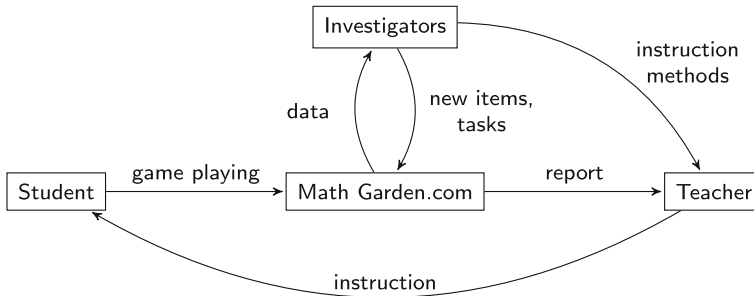 Investigators
instruction
methods
data
new items,
tasks
game playing
report
Student
Math Garden.com
Teacher
instruction